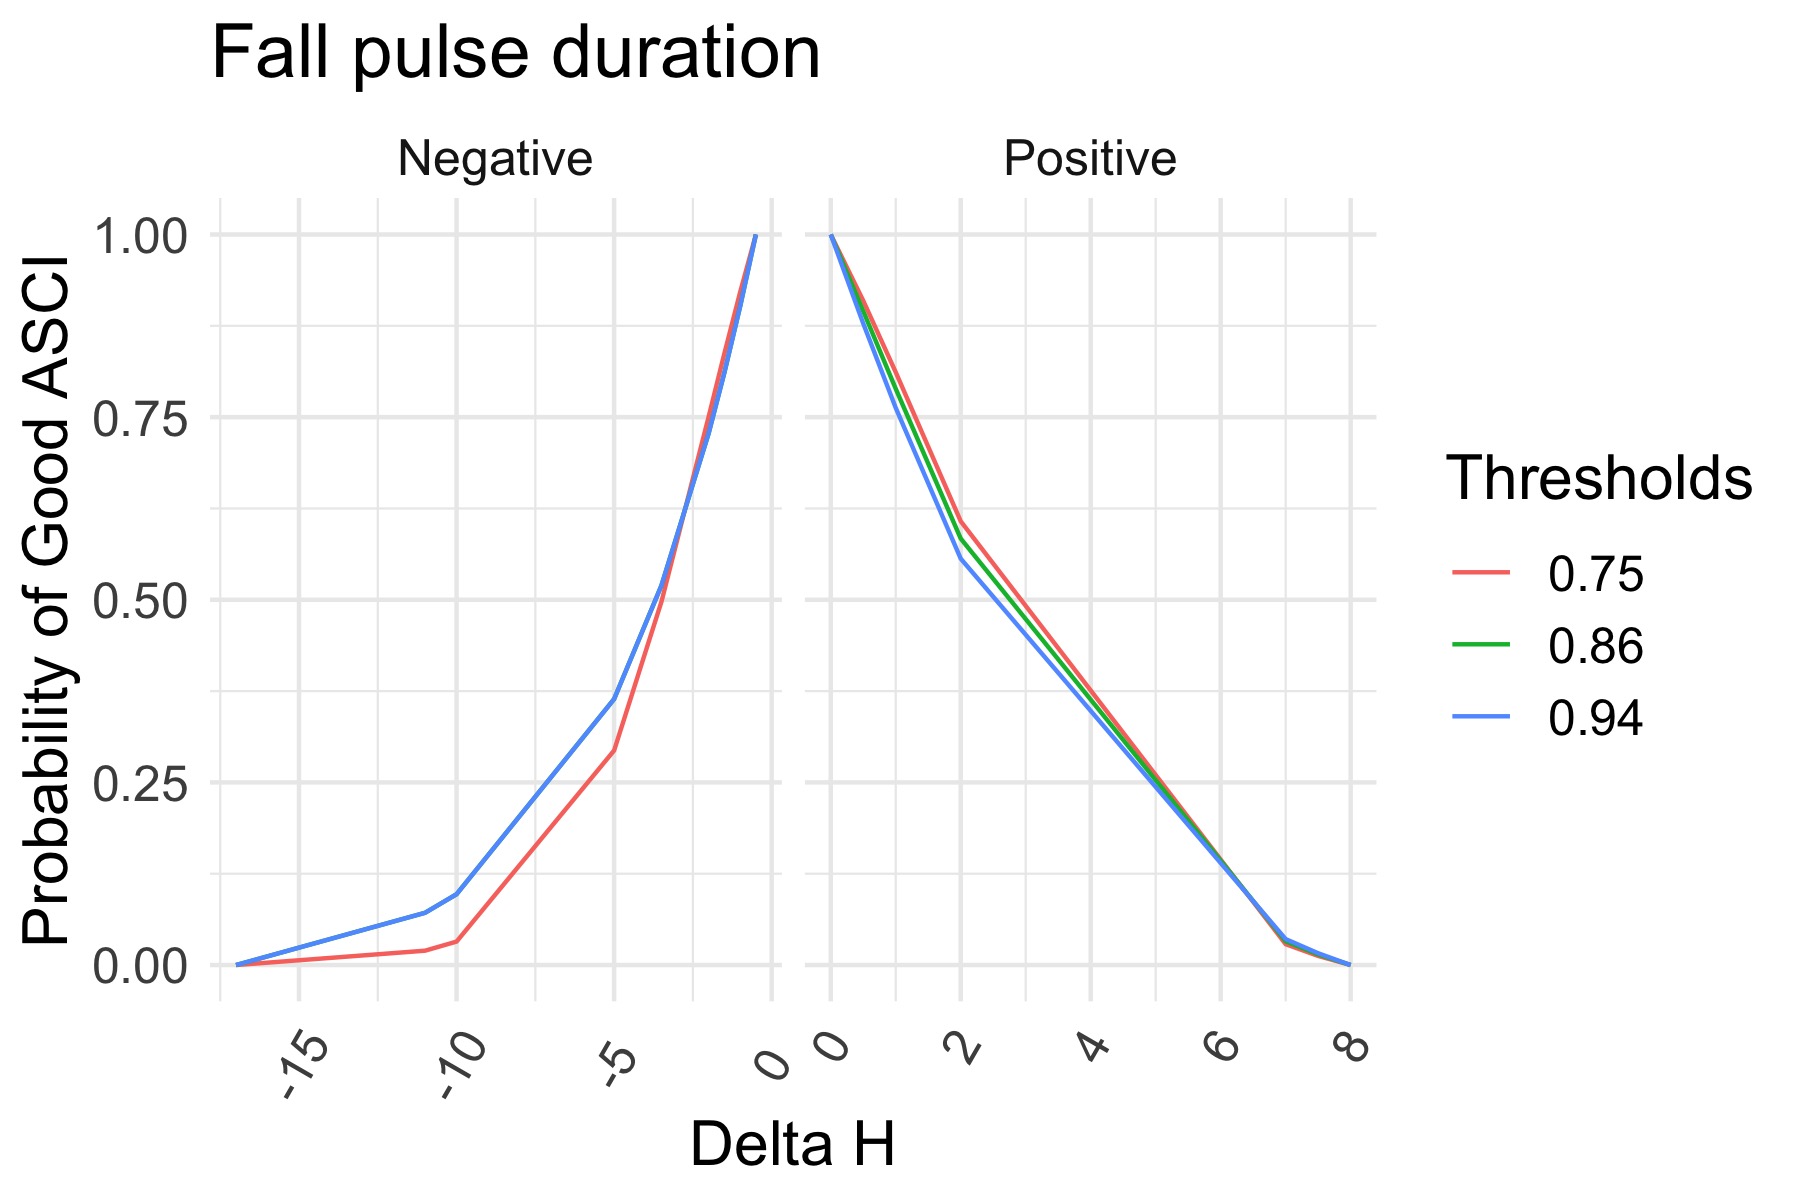 Fall pulse duration
Negative
Positive
Probability of Good ASCI
1.00
0.75
0.50
0.25
0.00
-15
-10
-5
0
0
2
4
6
8
Delta H
Thresholds
0.75
0.86
0.94